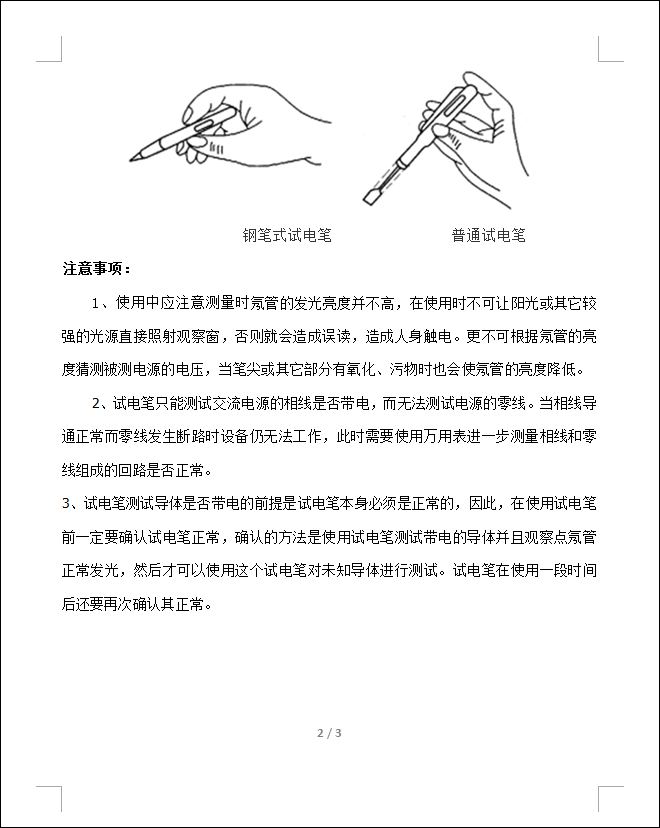 钢笔式试电笔 普通试电笔
注意事项：
1、使用中应注意测量时氖管的发光亮度并不高，在使用时不可让阳光或其它较
强的光源直接照射观察窗，否则就会造成误读，造成人身触电。更不可根据氖管的亮
度猜测被测电源的电压，当笔尖或其它部分有氧化、污物时也会使氖管的亮度降低。
2、试电笔只能测试交流电源的相线是否带电，而无法测试电源的零线。当相线导
通正常而零线发生断路时设备仍无法工作，此时需要使用万用表进一步测量相线和零
线组成的回路是否正常。
3、试电笔测试导体是否带电的前提是试电笔本身必须是正常的，因此，在使用试电笔
前一定要确认试电笔正常，确认的方法是使用试电笔测试带电的导体并且观察点氖管
正常发光，然后才可以使用这个试电笔对未知导体进行测试。试电笔在使用一段时间
后还要再次确认其正常。
2 / 3